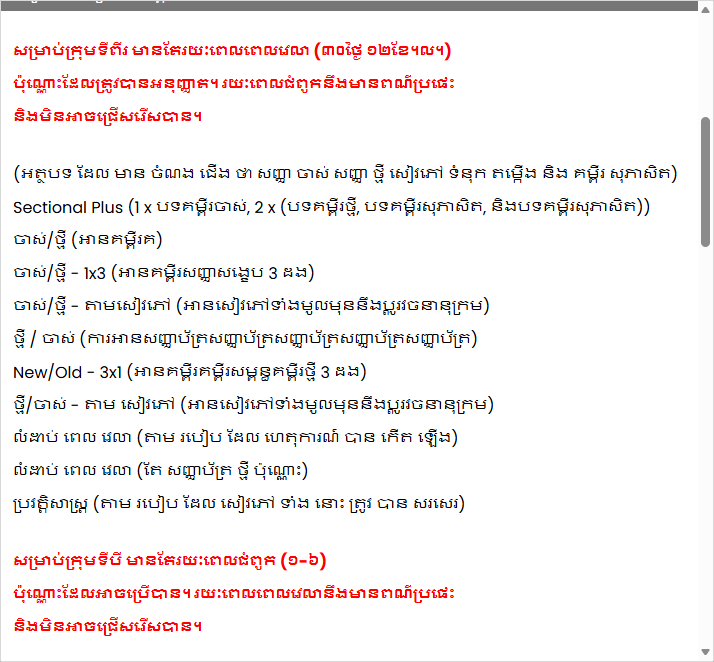 សម្រាប់ក្រុមទីពីរ មានតែរយៈពេលពេលវេលា (៣០ថ្ងៃ ១២ខែ។ល។)
ប៉ុណ្ណោះដែលត្រូវបានអនុញ្ញាត។ រយៈពេលជំពូកនឹងមានពណ៌ប្រផេះ
និងមិនអាចជ្រើសរើសបាន។
(អត្ថបទ ដែល មាន ចំណង ជើង ថា សញ្ញា ចាស់ សញ្ញា ថ្មី សៀវភៅ ទំនុក តម្កើង និង គម្ពីរ សុភាសិត)
Sectional Plus (1 x បទគម្ពីរចាស់, 2 x (បទគម្ពីរថ្មី, បទគម្ពីរសុភាសិត, និងបទគម្ពីរសុភាសិត))
ចាស់/ថ្មី (អានគម្ពីរគ)
ចាស់/ថ្មី - 1x3 (អានគម្ពីរសញ្ញាសង្ខេប 3 ដង)
ចាស់/ថ្មី - តាមសៀវភៅ (អានសៀវភៅទាំងមូលមុននឹងប្តូរវចនានុក្រម)
ថ្មី / ចាស់ (ការអានសញ្ញាប័ត្រសញ្ញាប័ត្រសញ្ញាប័ត្រសញ្ញាប័ត្រសញ្ញាប័ត្រ)
New/Old - 3x1 (អានគម្ពីរគម្ពីរសម្ពន្ធគម្ពីរថ្មី 3 ដង)
ថ្មី/ចាស់ - តាម សៀវភៅ (អានសៀវភៅទាំងមូលមុននឹងប្តូរវចនានុក្រម)
លំដាប់ ពេល វេលា (តាម របៀប ដែល ហេតុការណ៍ បាន កើត ឡើង)
លំដាប់ ពេល វេលា (តែ សញ្ញាប័ត្រ ថ្មី ប៉ុណ្ណោះ)
ប្រវត្តិសាស្ត្រ (តាម របៀប ដែល សៀវភៅ ទាំង នោះ ត្រូវ បាន សរសេរ)
សម្រាប់ក្រុមទីបី មានតែរយៈពេលជំពូក (១-៦)
ប៉ុណ្ណោះដែលអាចប្រើបាន។ រយៈពេលពេលវេលានឹងមានពណ៌ប្រផេះ
និងមិនអាចជ្រើសរើសបាន។